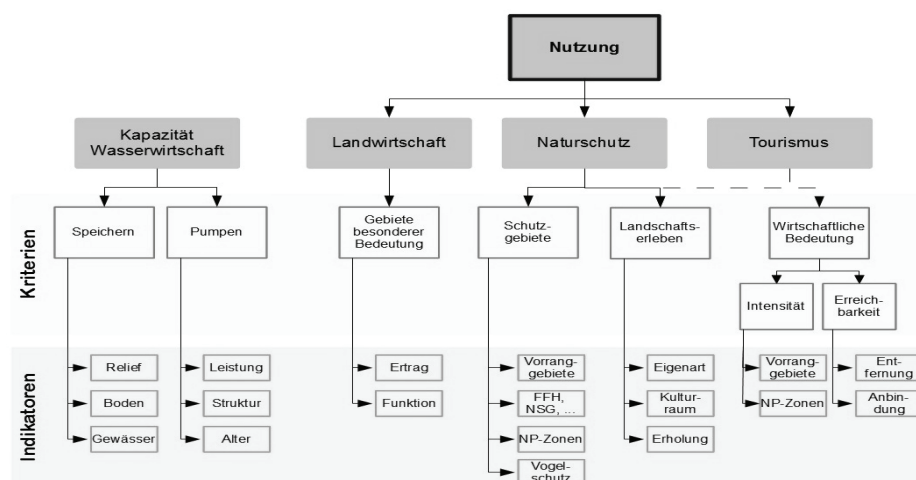 Nutzung
Kapazität
Wasserwirtschaft
Landwirtschaft
Naturschutz
Tourismus
Kriterien
Speichern
Pumpen
Gebiete
besonderer
Bedeutung
Schutz-
gebiete
Landschafts-
erleben
Wirtschaftliche
Bedeutung
Intensität
Erreich-
barkeit
Indikatoren
Relief
Boden
Gewässer
Leistung
Struktur
Alter
Ertrag
Funktion
Vorrang-
gebiete
FFH,
NSG, ...
NP-Zonen
Vogel-
schutz
Eigenart
Kultur-
raum
Erholung
Vorrang-
gebiete
NP-Zonen
Ent-
fernung
Anbin-
dung